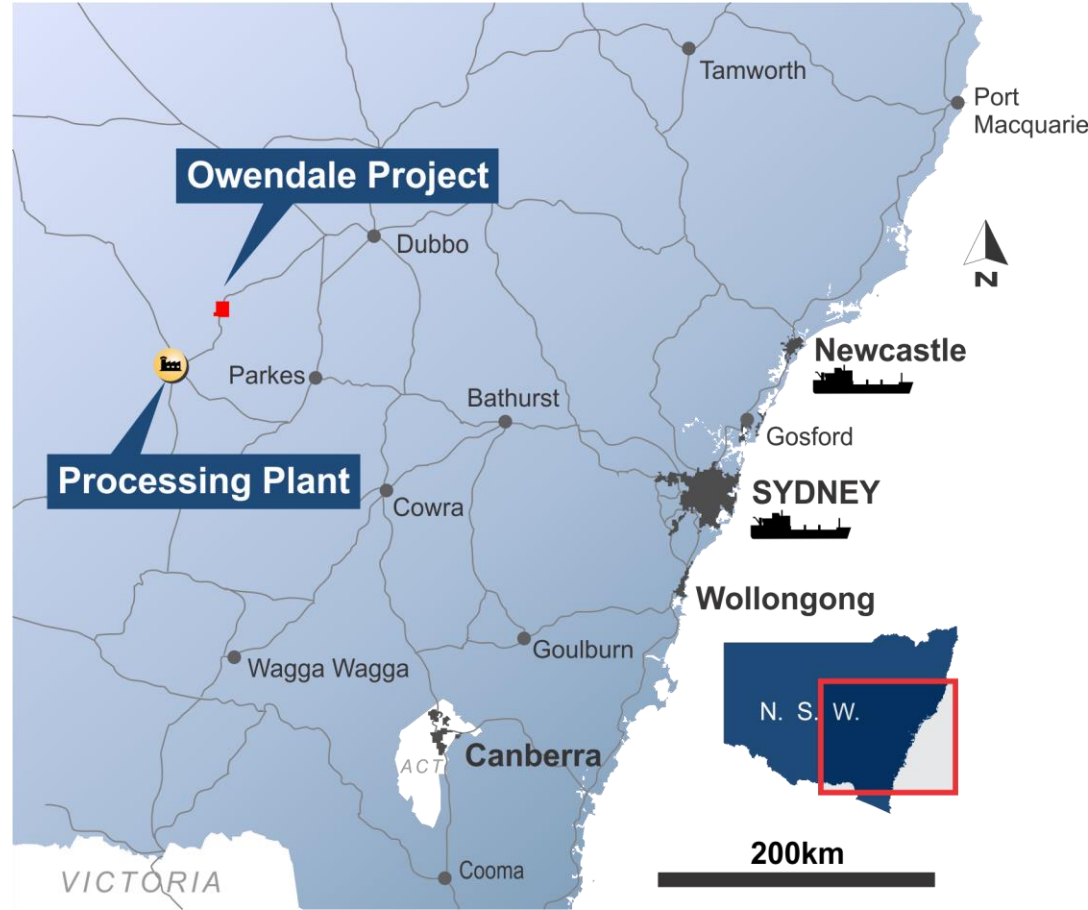 Tamworth
Port
Macquarie
Owendale Project
Dubbo
N
Newcastle
Parkes
Bathurst
Gosford
Processing Plant
SYDNEY
Cowra
Wollongong
Goulburn
Wagga Wagga
N. S. W.
Canberra
ACT
200km
Cooma
VICTORIA